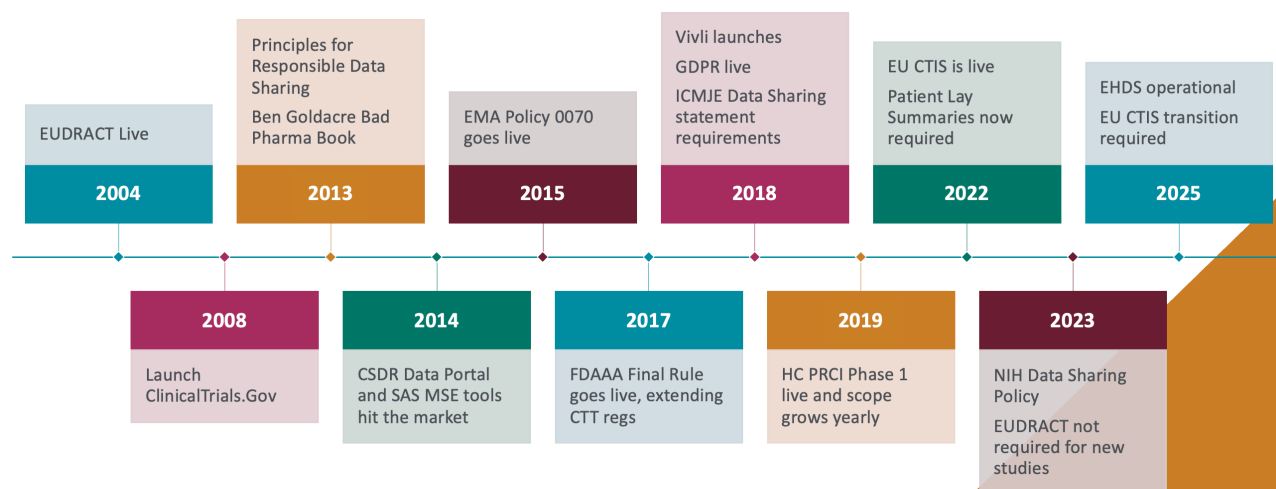 EUDRACT Live
2004
Principles for
Responsible Data
Sharing
Ben Goldacre Bad
Pharma Book
2013
EMA Policy 0070
goes live
2015
Vivli launches
GDPR live
ICMJE Data Sharing
statement
requirements
2018
EU CTIS is live
Patient Lay
Summaries now
required
2022
EHDS operational
EU CTIS transition
required
2025
2008
Launch
ClinicalTrials.Gov
2014
CSDR Data Portal
and SAS MSE tools
hit the market
2017
FDAAA Final Rule
goes live, extending
CTT regs
2019
HC PRCI Phase 1
live and scope
grows yearly
2023
NIH Data Sharing
Policy
EUDRACT not
required for new
studies